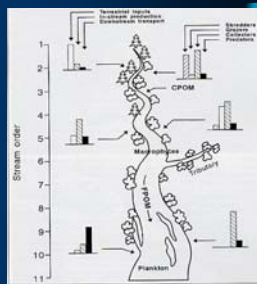 Terrestrial inputs
In-stream production
Downstream transport
Shredders
Grazers
Collectors
Predators
1
2
3
4
5
6
7
8
9
10
11
Stream order
CPOM
Macrophytes
Tributary
FPOM
Plankton